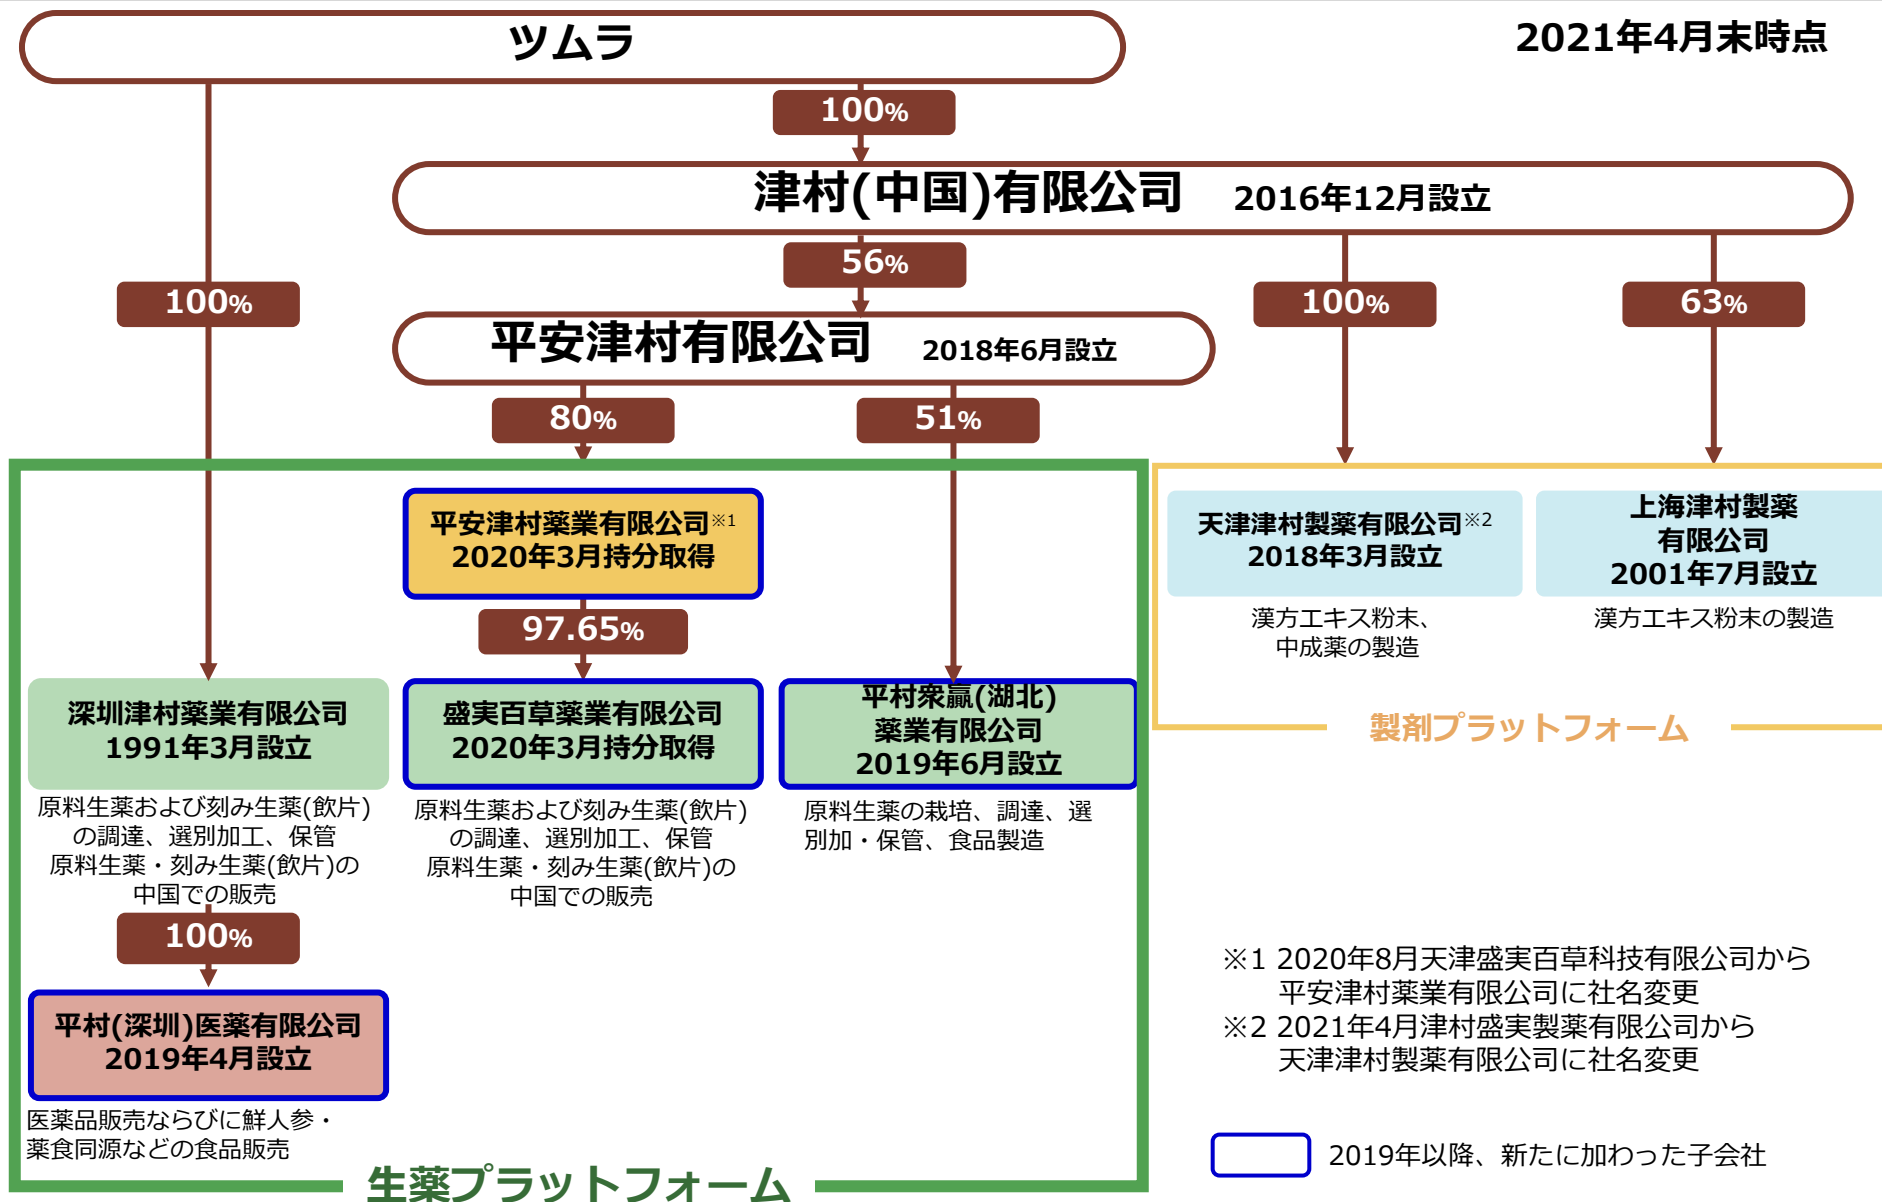 ツムラ
2021年4月末時点
100%
津村(中国)有限公司 2016年12月設立
56%
100%
100%
63%
平安津村有限公司 2018年6月設立
80%
51%
平安津村薬業有限公司※1
2020年3月持分取得
97.65%
天津津村製薬有限公司※2
2018年3月設立
漢方エキス粉末、
中成薬の製造
上海津村製薬
有限公司
2001年7月設立
漢方エキス粉末の製造
製剤プラットフォーム
深圳津村薬業有限公司
1991年3月設立
原料生薬および刻み生薬(飲片)
の調達、選別加工、保管
原料生薬・刻み生薬(飲片)の
中国での販売
盛実百草薬業有限公司
2020年3月持分取得
原料生薬および刻み生薬(飲片)
の調達、選別加工、保管
原料生薬・刻み生薬(飲片)の
中国での販売
平村衆贏(湖北)
薬業有限公司
2019年6月設立
原料生薬の栽培、調達、選
別加・保管、食品製造
100%
平村(深圳)医薬有限公司
2019年4月設立
医薬品販売ならびに鮮人参・
薬食同源などの食品販売
生薬プラットフォーム
※1 2020年8月天津盛実百草科技有限公司から
平安津村薬業有限公司に社名変更
※2 2021年4月津村盛実製薬有限公司から
天津津村製薬有限公司に社名変更
2019年以降、新たに加わった子会社